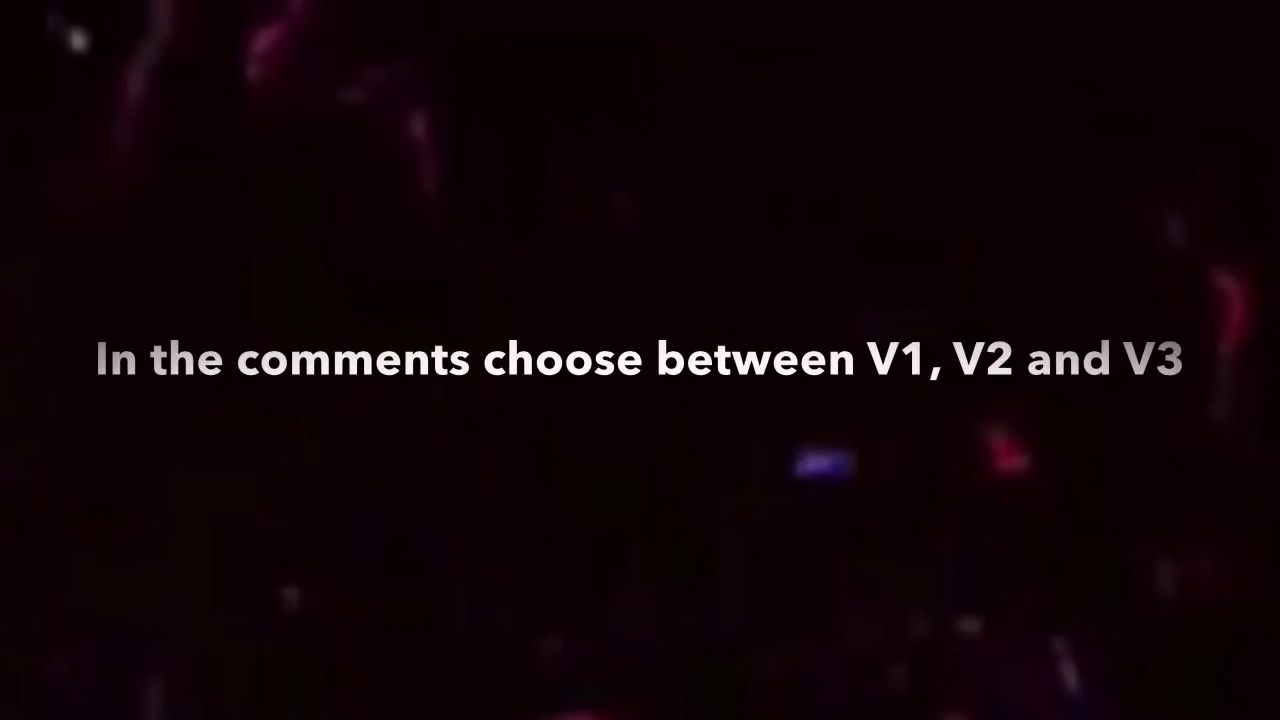 In the comments choose between V1, V2 and V3